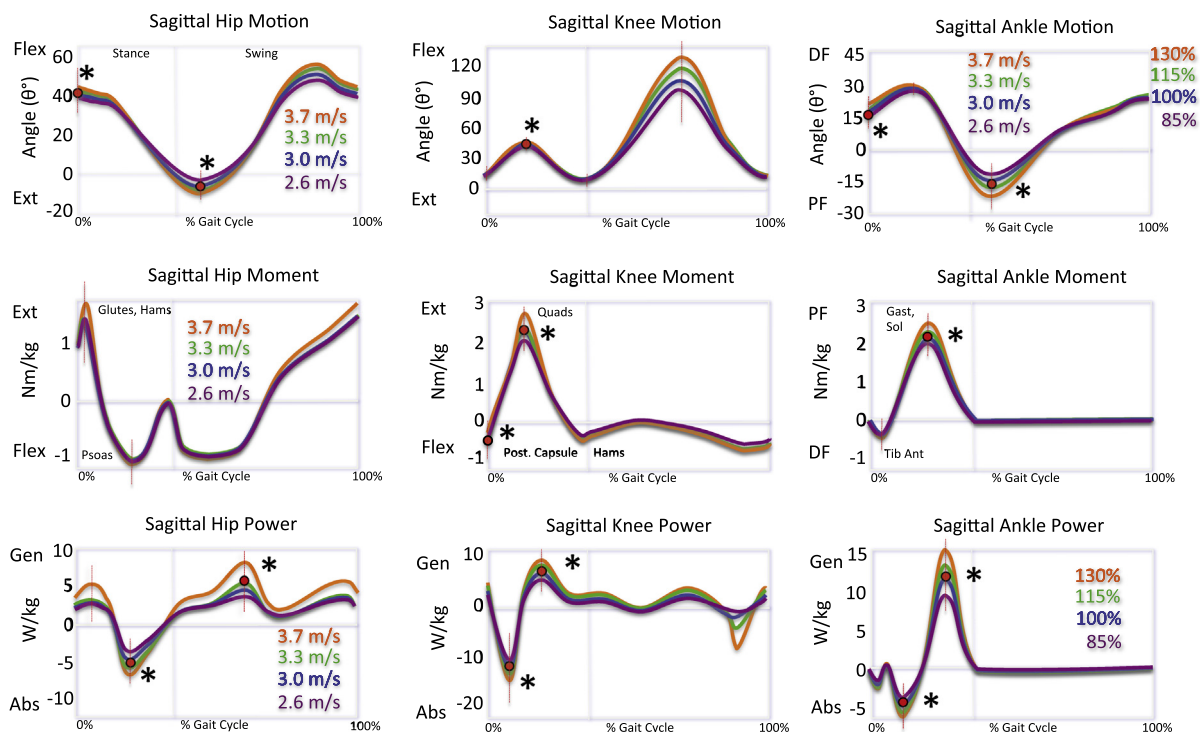 Sagittal Hip Motion
Flex
60
Stance
Swing
40
20
0
-20
Angle (θ°)
Ext
3.7 m/s
3.3 m/s
3.0 m/s
2.6 m/s
*
*
0%
% Gait Cycle
100%
Sagittal Knee Motion
Flex
120
90
60
30
0
Angle (θ°)
Ext
*
0%
% Gait Cycle
100%
Sagittal Ankle Motion
DF
45
30
15
0
-15
-30
Angle (θ°)
PF
3.7 m/s
3.3 m/s
3.0 m/s
2.6 m/s
130%
115%
100%
85%
*
*
0%
% Gait Cycle
100%
Sagittal Hip Moment
Ext
1
0
-1
Nm/kg
Flex
Glutes, Hams
3.7 m/s
3.3 m/s
3.0 m/s
2.6 m/s
Psoas
0%
% Gait Cycle
100%
Sagittal Knee Moment
Ext
3
2
1
0
-1
Nm/kg
Flex
Quads
*
*
Post. Capsule
Hams
0%
% Gait Cycle
100%
Sagittal Ankle Moment
PF
3
2
1
0
-1
Nm/kg
DF
Gast,
Sol
*
Tib Ant
0%
% Gait Cycle
100%
Sagittal Hip Power
Gen
10
5
0
-5
-10
W/kg
Abs
*
*
3.7 m/s
3.3 m/s
3.0 m/s
2.6 m/s
0%
% Gait Cycle
100%
Sagittal Knee Power
Gen
10
0
-10
-20
W/kg
Abs
*
*
0%
% Gait Cycle
100%
Sagittal Ankle Power
Gen
15
10
5
0
-5
W/kg
Abs
*
*
130%
115%
100%
85%
0%
% Gait Cycle
100%